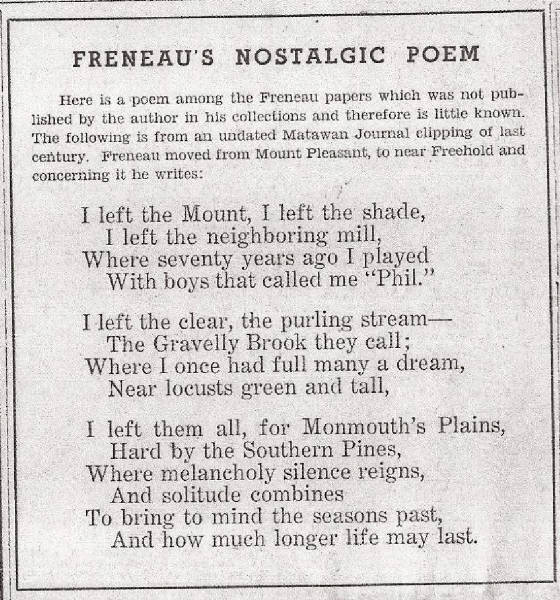 FRENEAU'S NOSTALGIC POEM
Here is a poem among the Freneau papers which was not pub-
lished by the author in his collections and therefore is little known.
The following is from an undated Matawan Journal clipping of last
century. Freneau moved from Mount Pleasant, to near Freehold and
concerning it he writes:
I left the Mount, I left the shade,
I left the neighboring mill,
Where seventy years ago I played
With boys that called me "Phil."
I left the clear, the purling stream—
The Gravelly Brook they call;
Where I once had full many a dream,
Near locusts green and tall,
I left them all, for Monmouth's Plains,
Hard by the Southern Pines,
Where melancholy silence reigns,
And solitude combines
To bring to mind the seasons past,
And how much longer life may last.